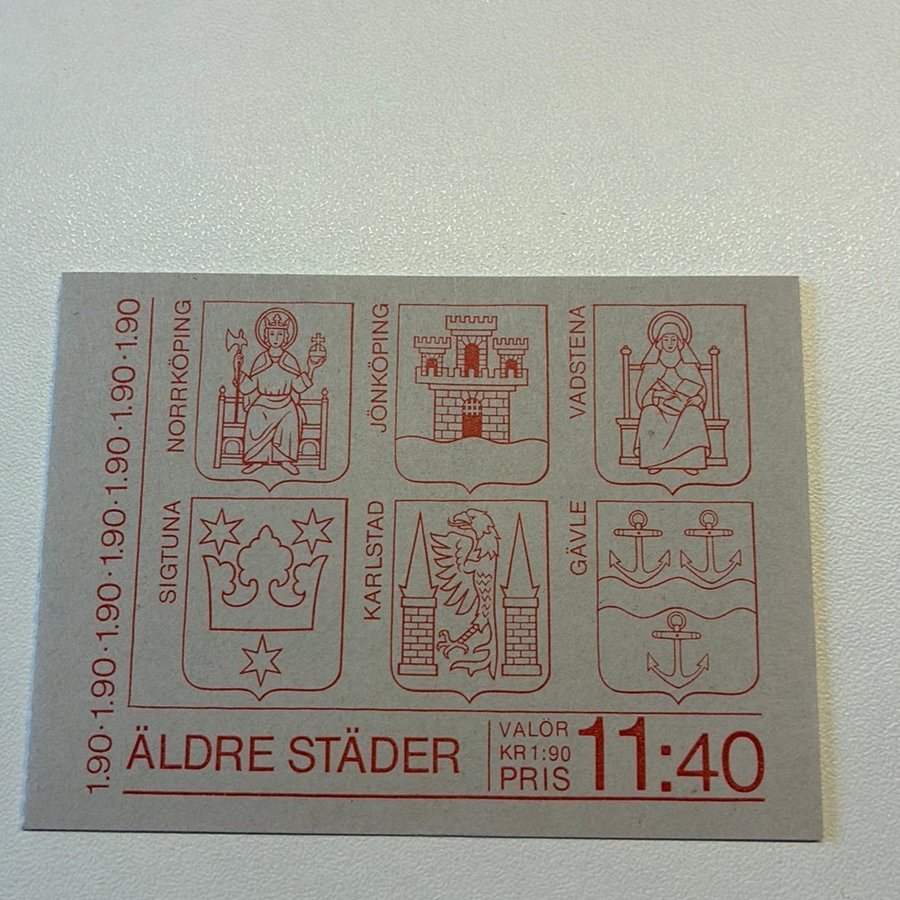 1.90·1.90·1.90·1.90·1.90·1.90
NORRKÖPING
JÖNKÖPING
VADSTENA
SIGTUNA
KARLSTAD
GÄVLE
ÄLDRE STÄDER
VALÖR
KR 1:90
PRIS 11:40